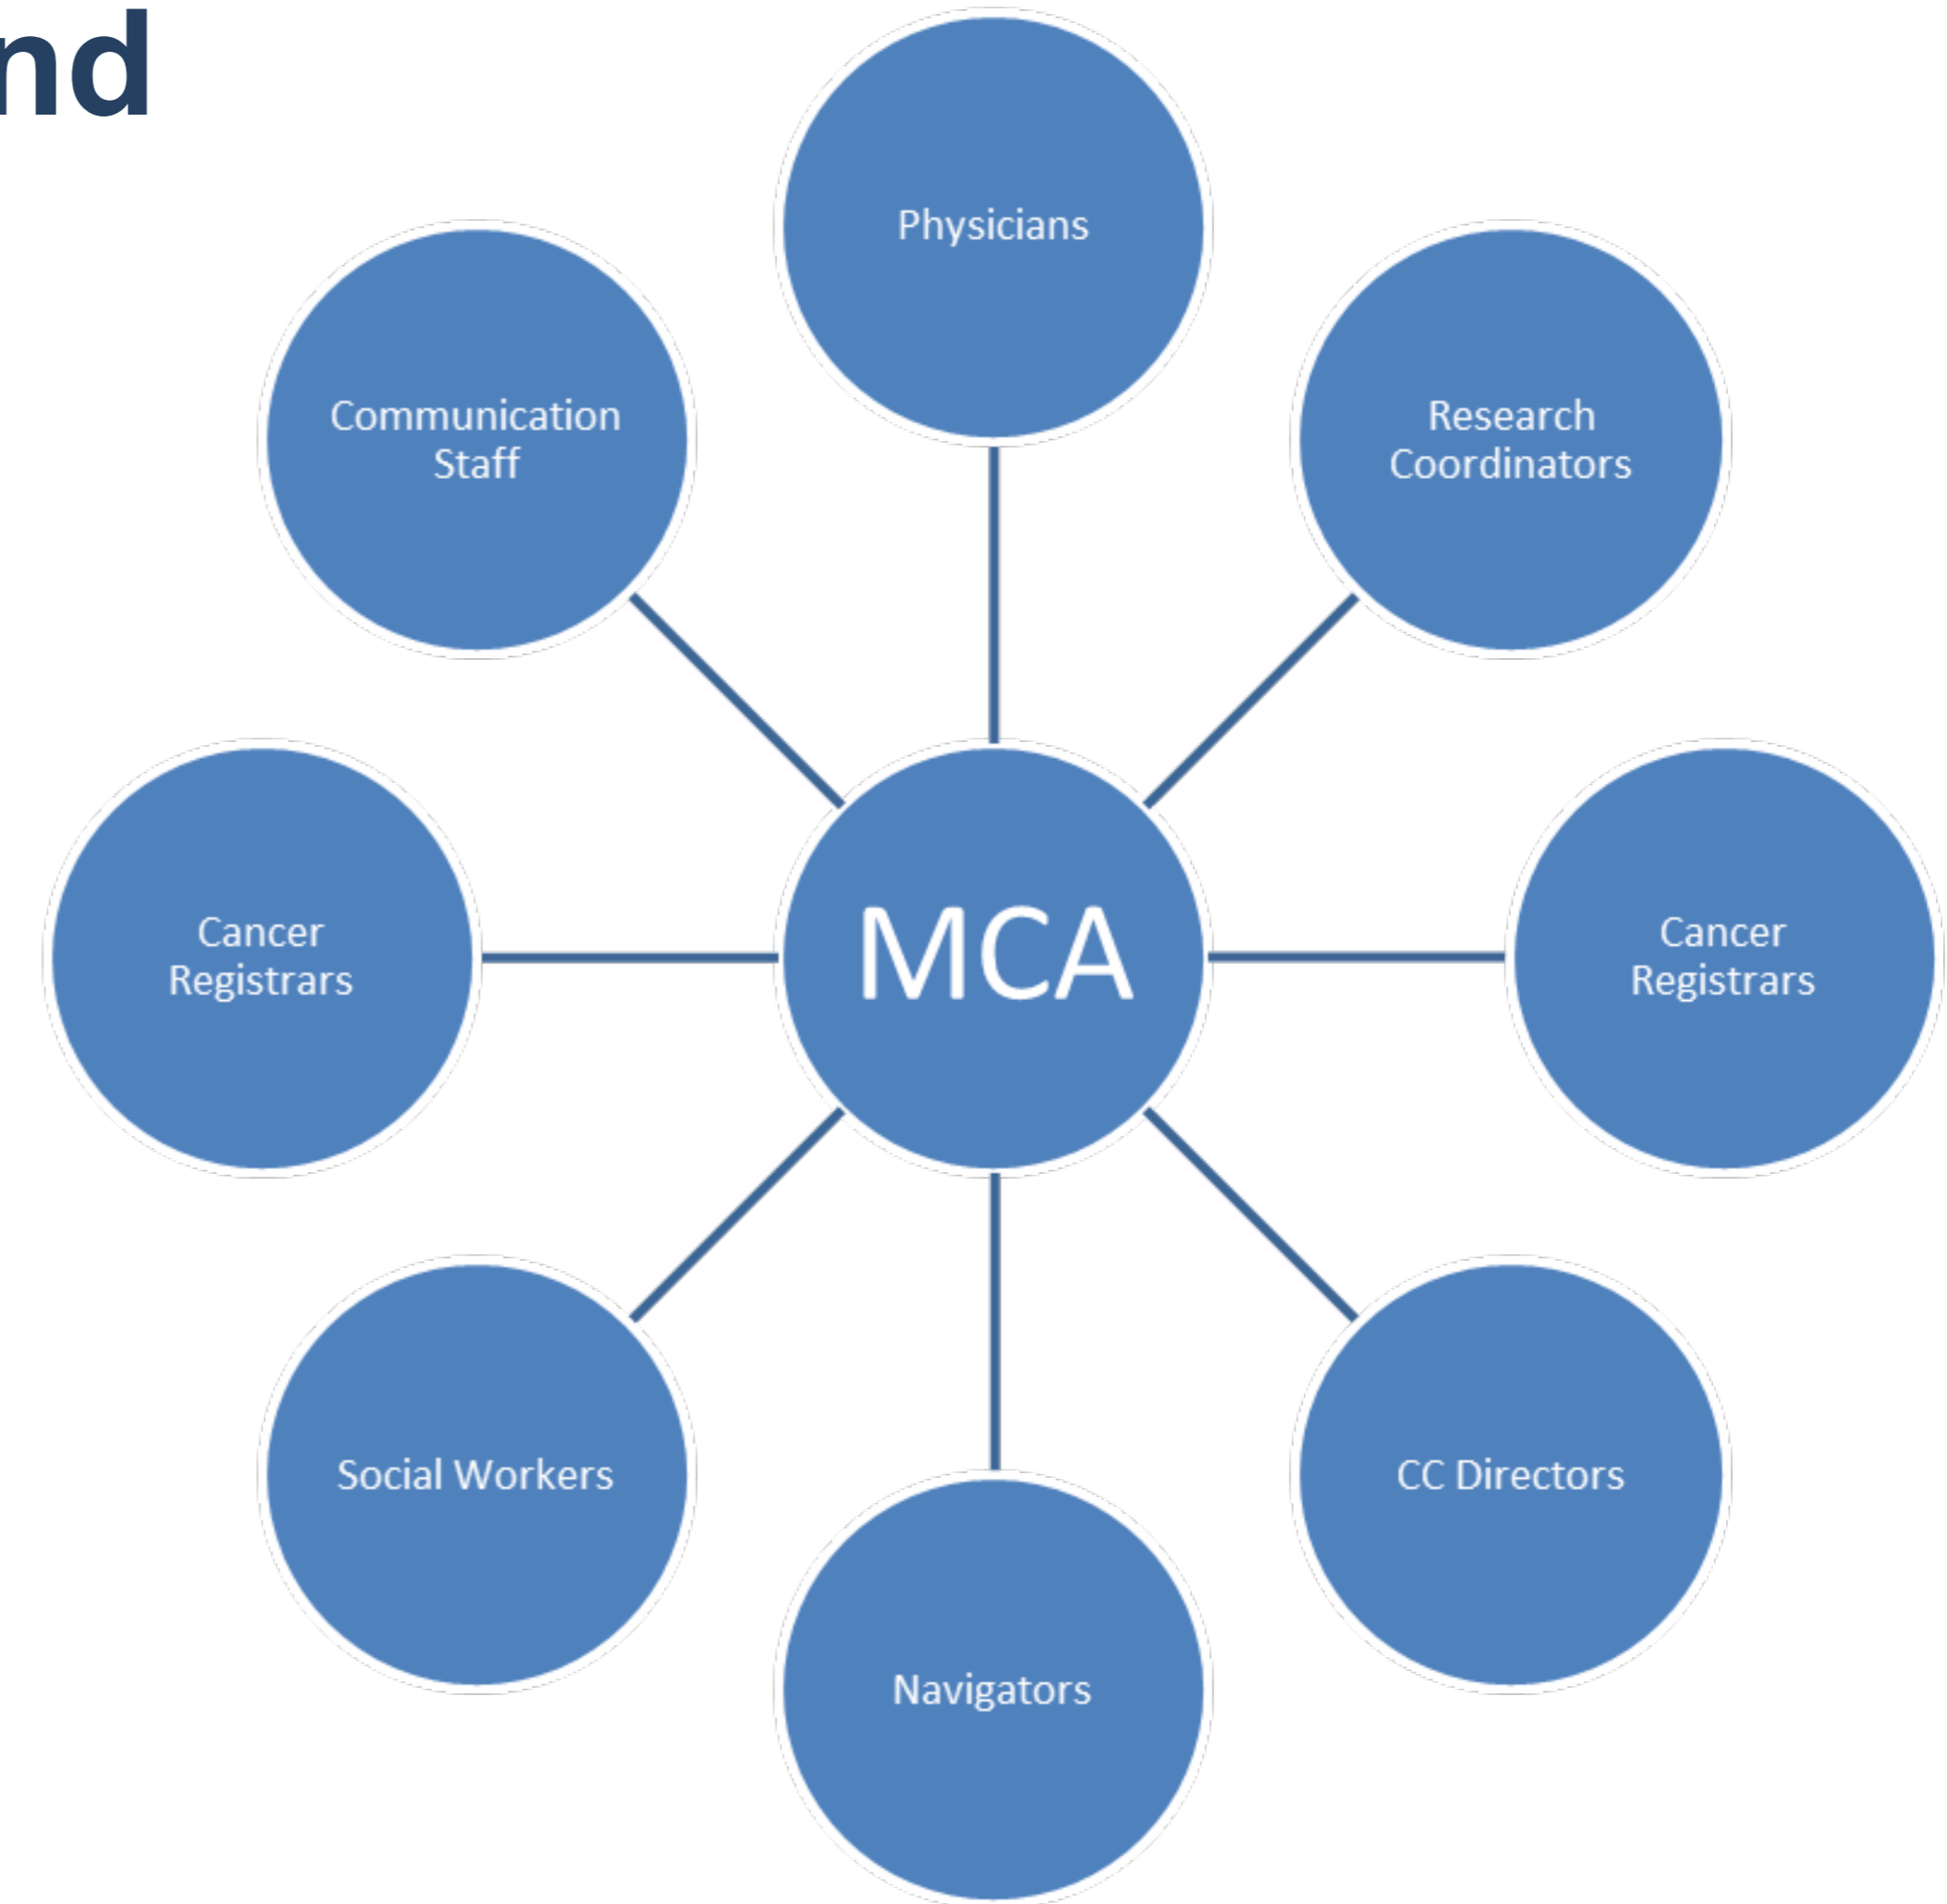 nd
Physicians
Communication
Staff
Research
Coordinators
Cancer
Registrars
MCA
Cancer
Registrars
Social Workers
CC Directors
Navigators